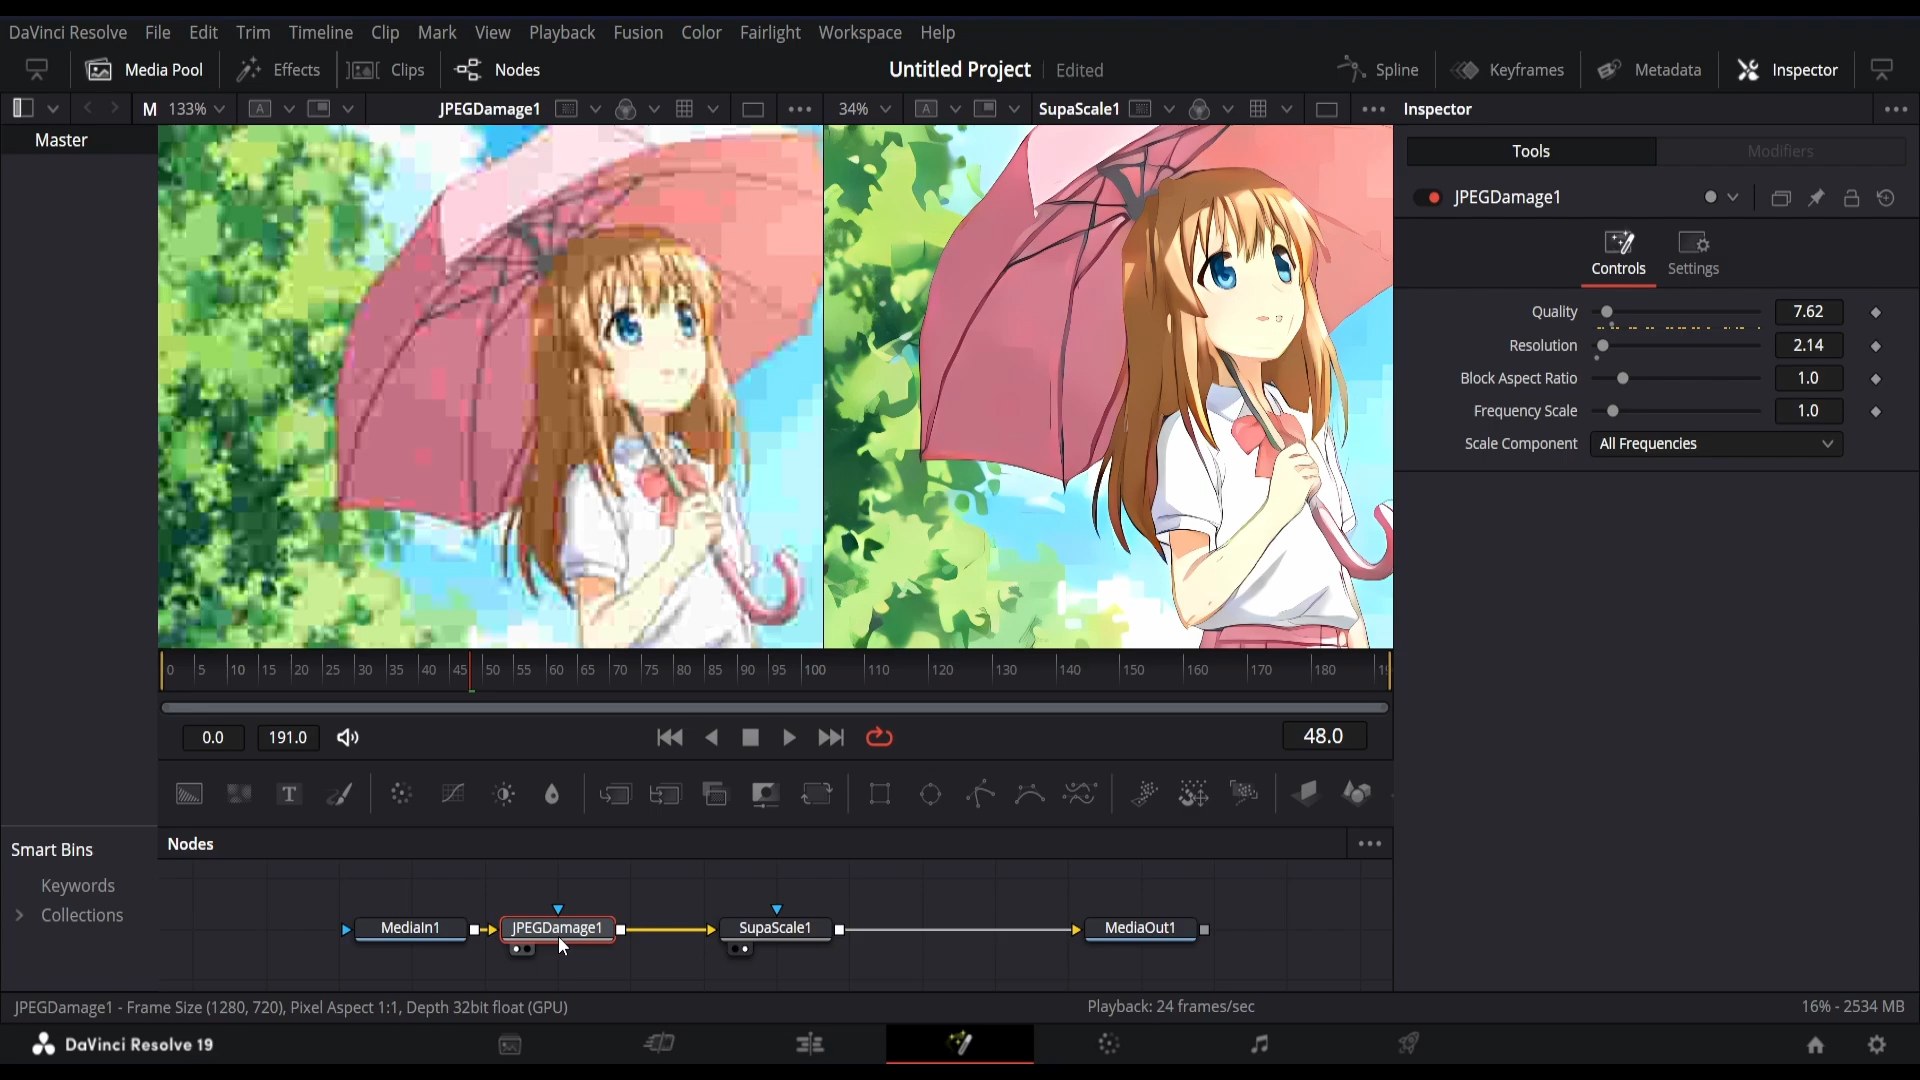 DaVinci Resolve File Edit Trim Timeline Clip Mark View Playback Fusion Color Fairlight Workspace Help
Media Pool Effects Clips Nodes Untitled Project Edited Spline Keyframes Metadata Inspector
M 133% A JPEGDamage1 34% A SupaScale1 Inspector
Master
Tools Modifiers
JPEGDamage1
Controls Settings
Quality 7.62
Resolution 2.14
Block Aspect Ratio 1.0
Frequency Scale 1.0
Scale Component All Frequencies
0 5 10 15 20 25 30 35 40 45 50 55 60 65 70 75 80 85 90 95 100 110 120 130 140 150 160 170 180
0.0 191.0 48.0
T
Nodes
Smart Bins
Keywords
Collections
MediaIn1 JPEGDamage1 SupaScale1 MediaOut1
JPEGDamage1 - Frame Size (1280, 720), Pixel Aspect 1:1, Depth 32bit float (GPU) Playback: 24 frames/sec 16% - 2534 MB
DaVinci Resolve 19